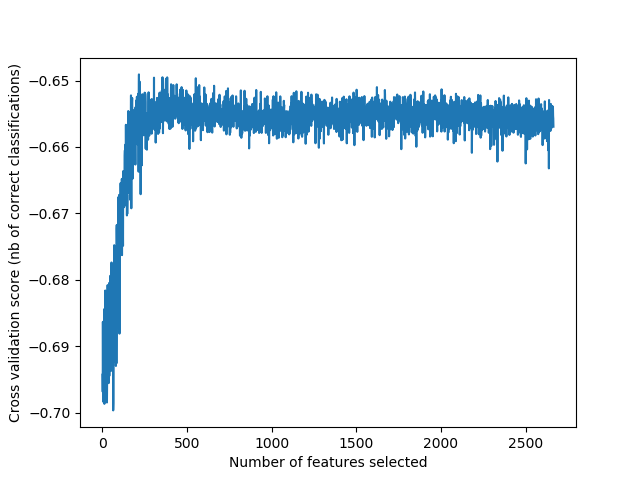 Cross validation score (nb of correct classifications)
−0.65
−0.66
−0.67
−0.68
−0.69
−0.70
0 500 1000 1500 2000 2500
Number of features selected